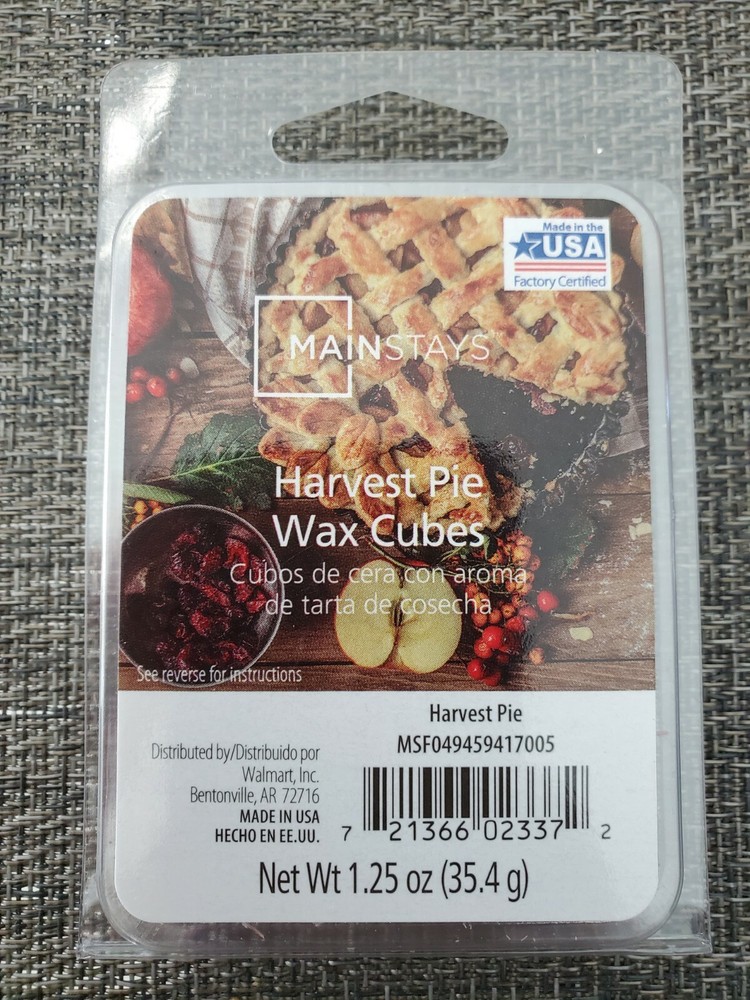 Made in the
USA
Factory Certified
MAINSTAYS
Harvest Pie
Wax Cubes
Cubos de cera con aroma
de tarta de cosecha
See reverse for instructions
Harvest Pie
MSF049459417005
Distributed by/Distribuido por
Walmart, Inc.
Bentonville, AR 72716
MADE IN USA
HECHO EN EE.UU.
7 21366 02337 2
Net Wt 1.25 oz (35.4 g)